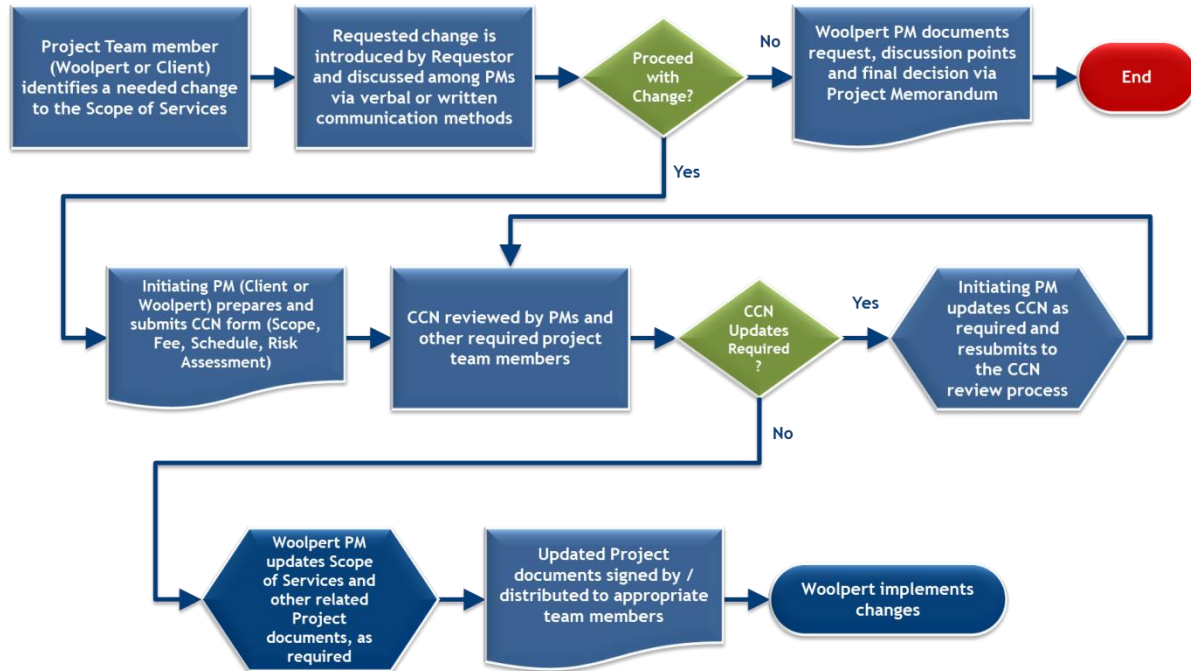 Project Team member
(Woolpert or Client)
identifies a needed change
to the Scope of Services
Requested change is
introduced by Requestor
and discussed among PMs
via verbal or written
communication methods
Proceed
with
Change?
No
Woolpert PM documents
request, discussion points
and final decision via
Project Memorandum
End
Yes
Initiating PM (Client or
Woolpert) prepares and
submits CCN form (Scope,
Fee, Schedule, Risk
Assessment)
CCN reviewed by PMs and
other required project
team members
CCN
Updates
Required
?
Yes
Initiating PM
updates CCN as
required and
resubmits to
the CCN
review process
No
Woolpert PM
updates Scope
of Services and
other related
Project
documents, as
required
Updated Project
documents signed by /
distributed to appropriate
team members
Woolpert implements
changes